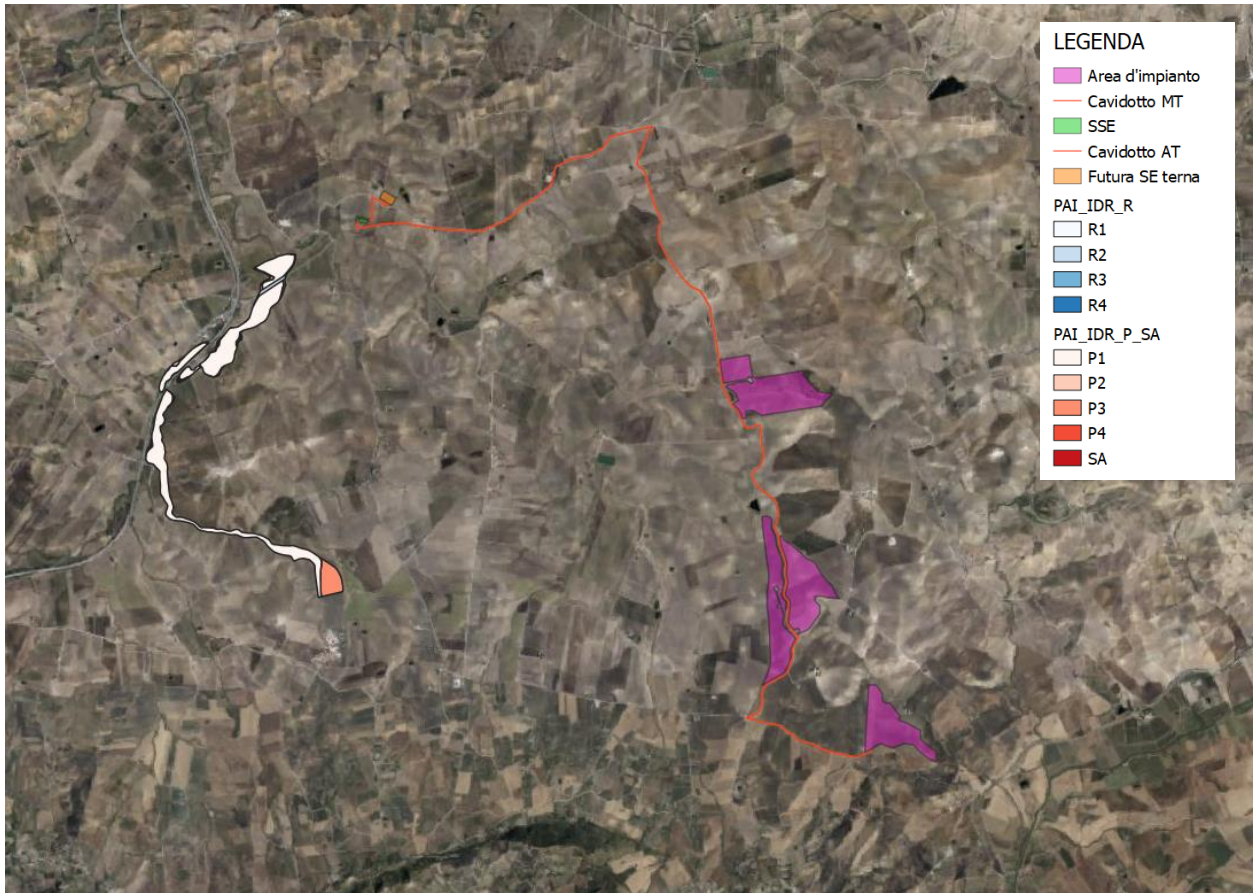 LEGENDA
Area d'impianto
Cavidotto MT
SSE
Cavidotto AT
Futura SE terna
PAI_IDR_R
R1
R2
R3
R4
PAI_IDR_P_SA
P1
P2
P3
P4
SA